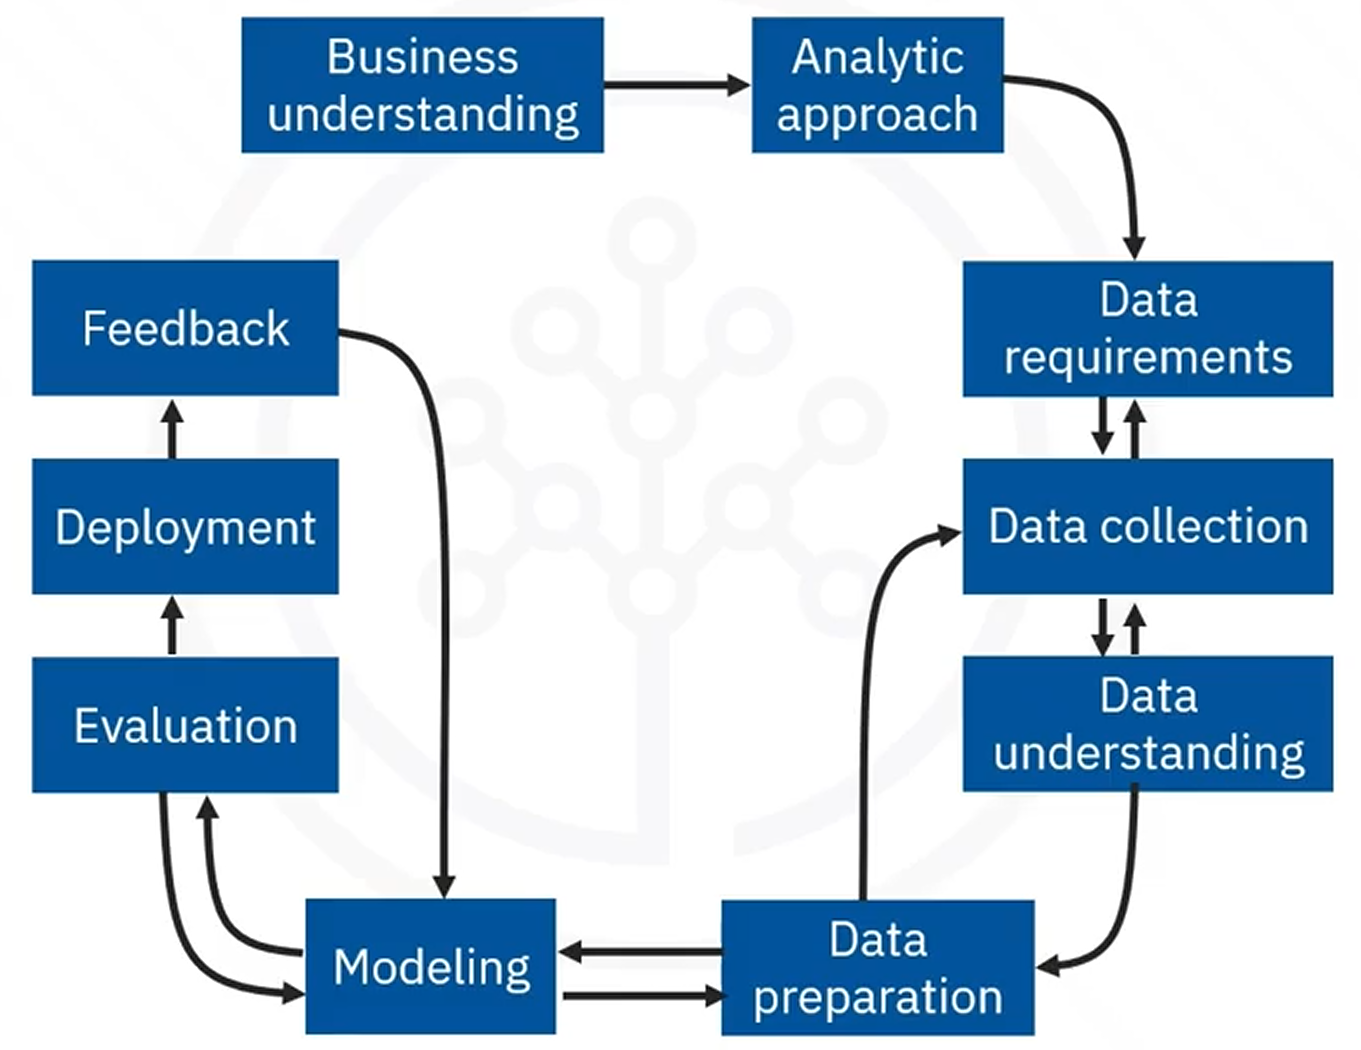 Business
understanding
Analytic
approach
Data
requirements
Data collection
Data
understanding
Data
preparation
Modeling
Evaluation
Deployment
Feedback